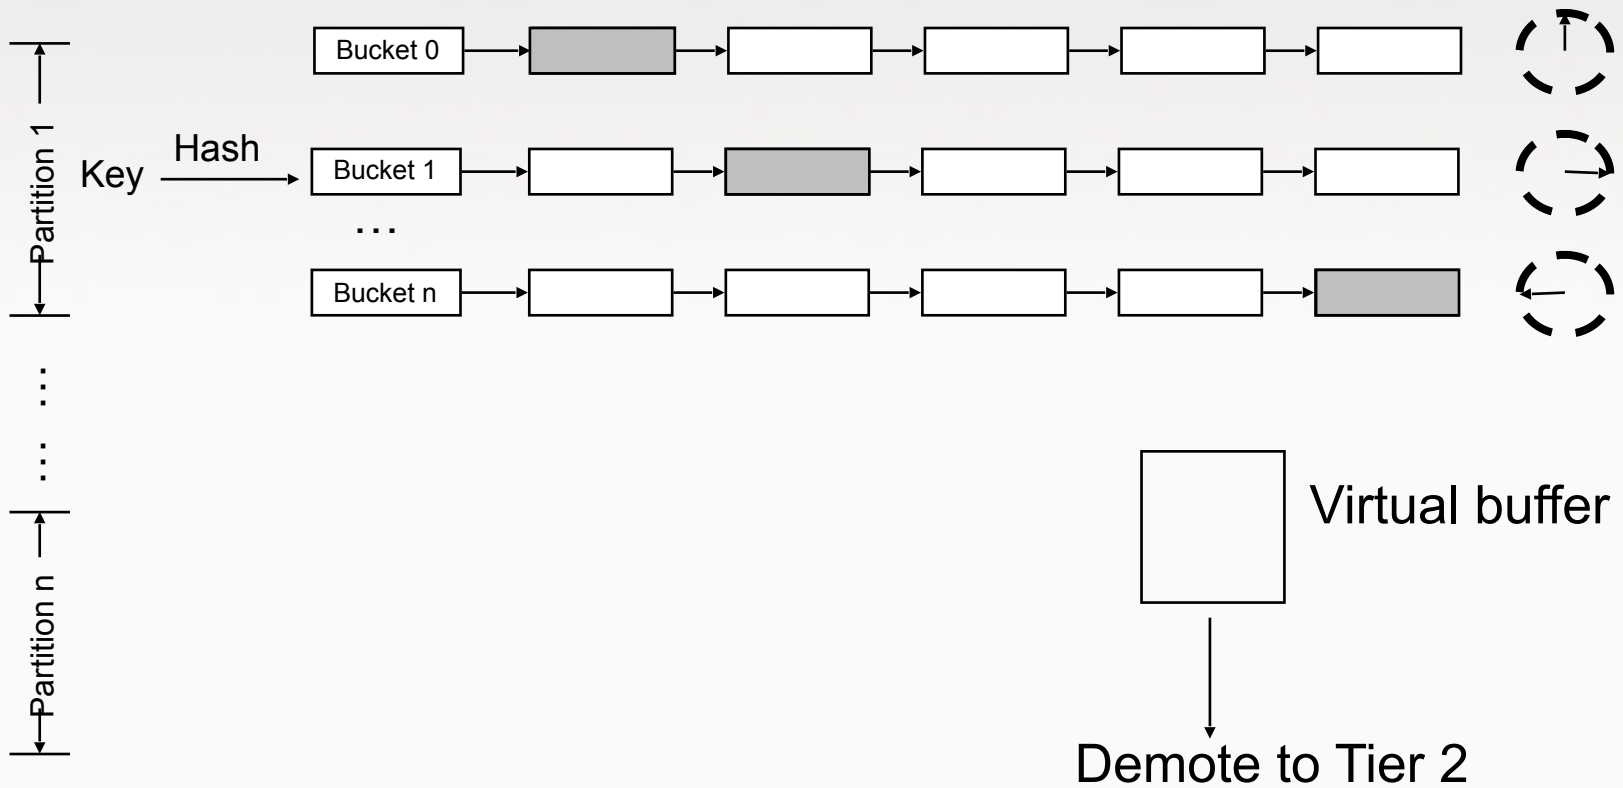 Bucket 0
Partition 1
Key
Hash
Bucket 1
...
Bucket n
... ...
Partition n
Virtual buffer
Demote to Tier 2